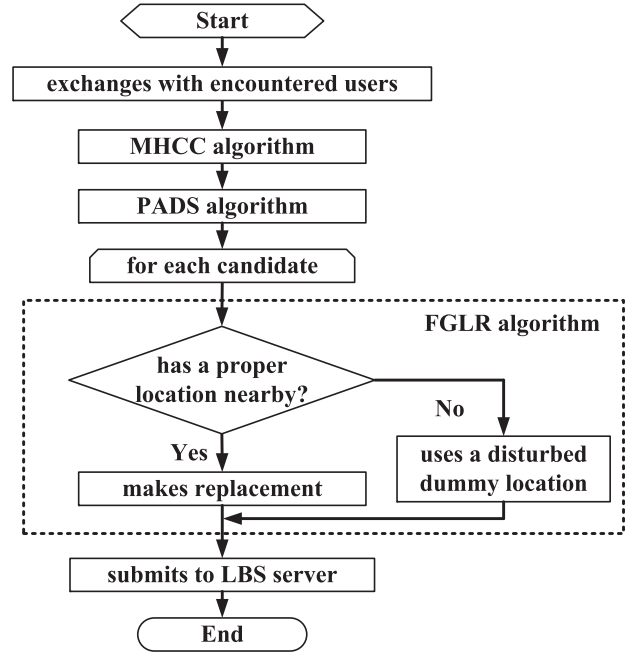 Start
exchanges with encountered users
MHCC algorithm
PADS algorithm
for each candidate
FGLR algorithm
has a proper
location nearby?
No
Yes
uses a disturbed
dummy location
makes replacement
submits to LBS server
End